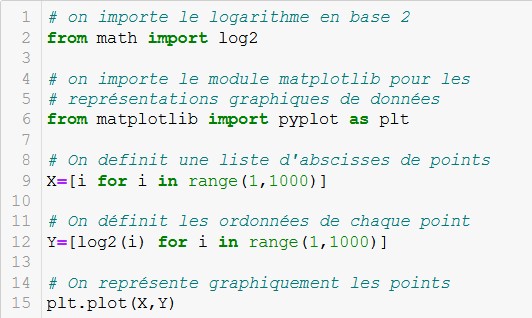 1 # on importe le logarithme en base 2
2 from math import log2
3
4 # on importe le module matplotlib pour les
5 # représentations graphiques de données
6 from matplotlib import pyplot as plt
7
8 # On definit une liste d'abscisses de points
9 X=[i for i in range(1,1000)]
10
11 # On définit les ordonnées de chaque point
12 Y=[log2(i) for i in range(1,1000)]
13
14 # On représente graphiquement les points
15 plt.plot(X,Y)